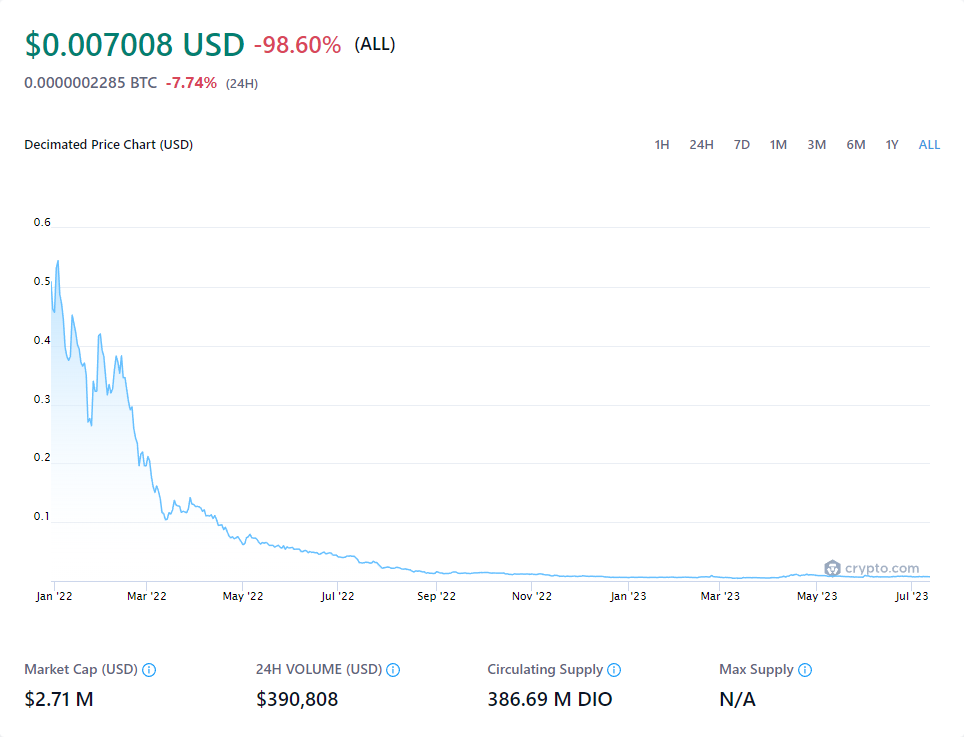 $0.007008 USD -98.60% (ALL)
0.0000002285 BTC -7.74% (24H)
Decimated Price Chart (USD) 1H 24H 7D 1M 3M 6M 1Y ALL
0.6
0.5
0.4
0.3
0.2
0.1
crypto.com
Jan '22 Mar '22 May '22 Jul '22 Sep '22 Nov '22 Jan '23 Mar '23 May '23 Jul '23
Market Cap (USD) 24H VOLUME (USD) Circulating Supply Max Supply
$2.71 M $390,808 386.69 M DIO N/A